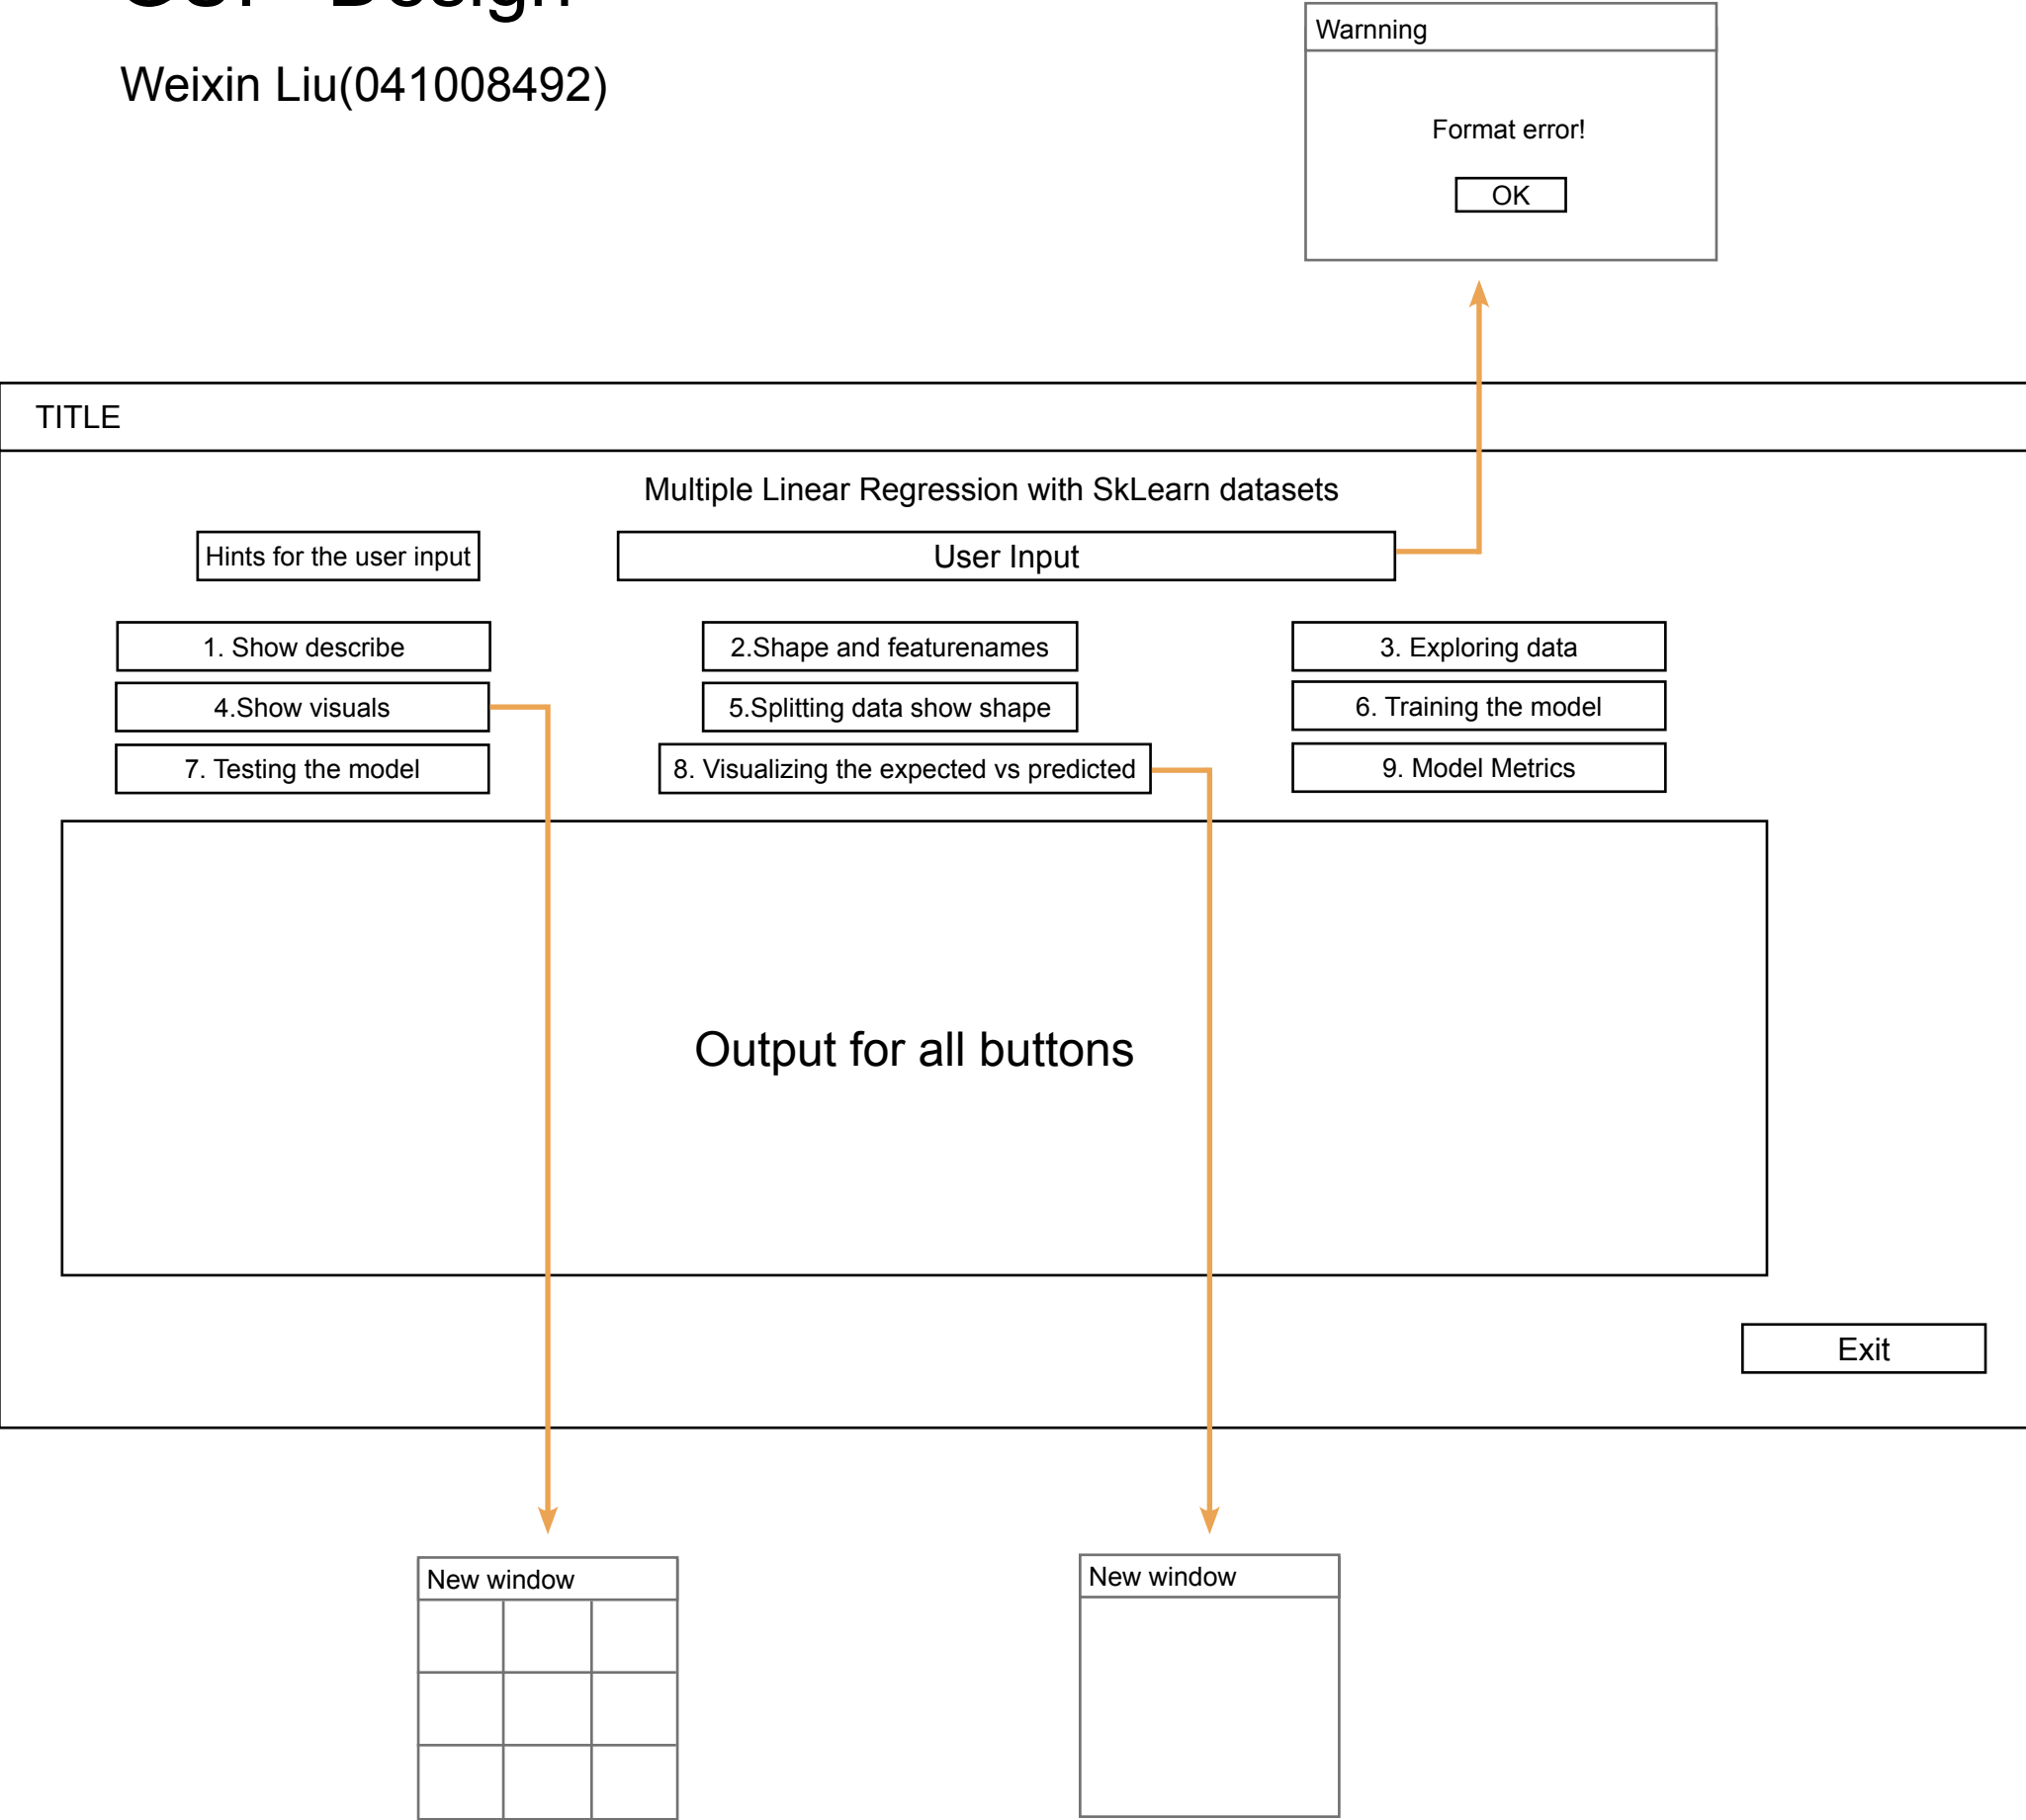 Design
Weixin Liu(041008492)
Warnning
Format error!
OK
TITLE
Multiple Linear Regression with SkLearn datasets
Hints for the user input
User Input
1. Show describe
2.Shape and featurenames
3. Exploring data
4.Show visuals
5.Splitting data show shape
6. Training the model
7. Testing the model
8. Visualizing the expected vs predicted
9. Model Metrics
Output for all buttons
Exit
New window
New window